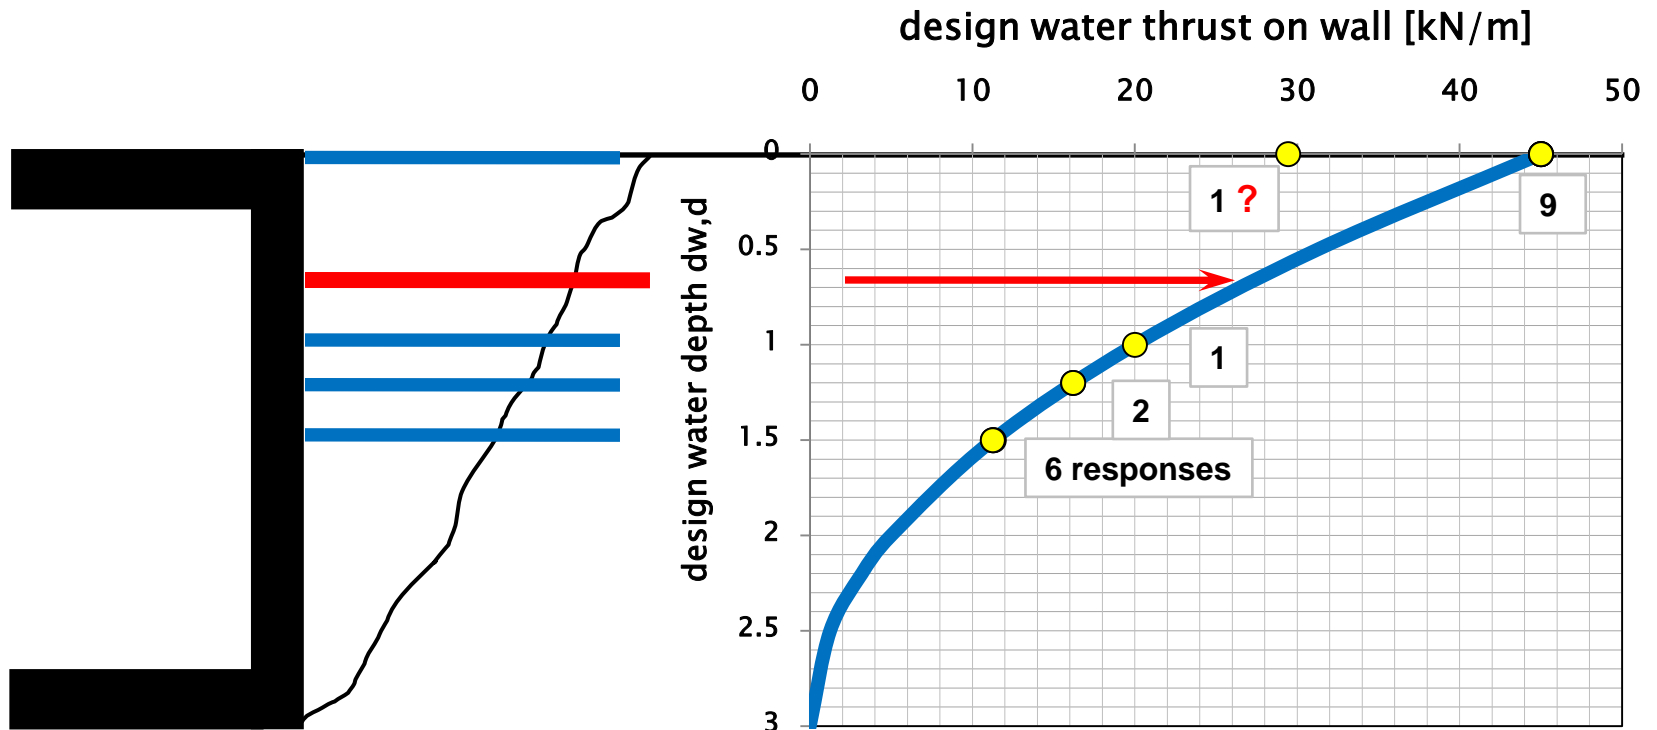 design water thrust on wall [kN/m]
0 10 20 30 40 50
design water depth dw,d
0
0.5
1
1.5
2
2.5
3
1 ?
9
1
2
6 responses